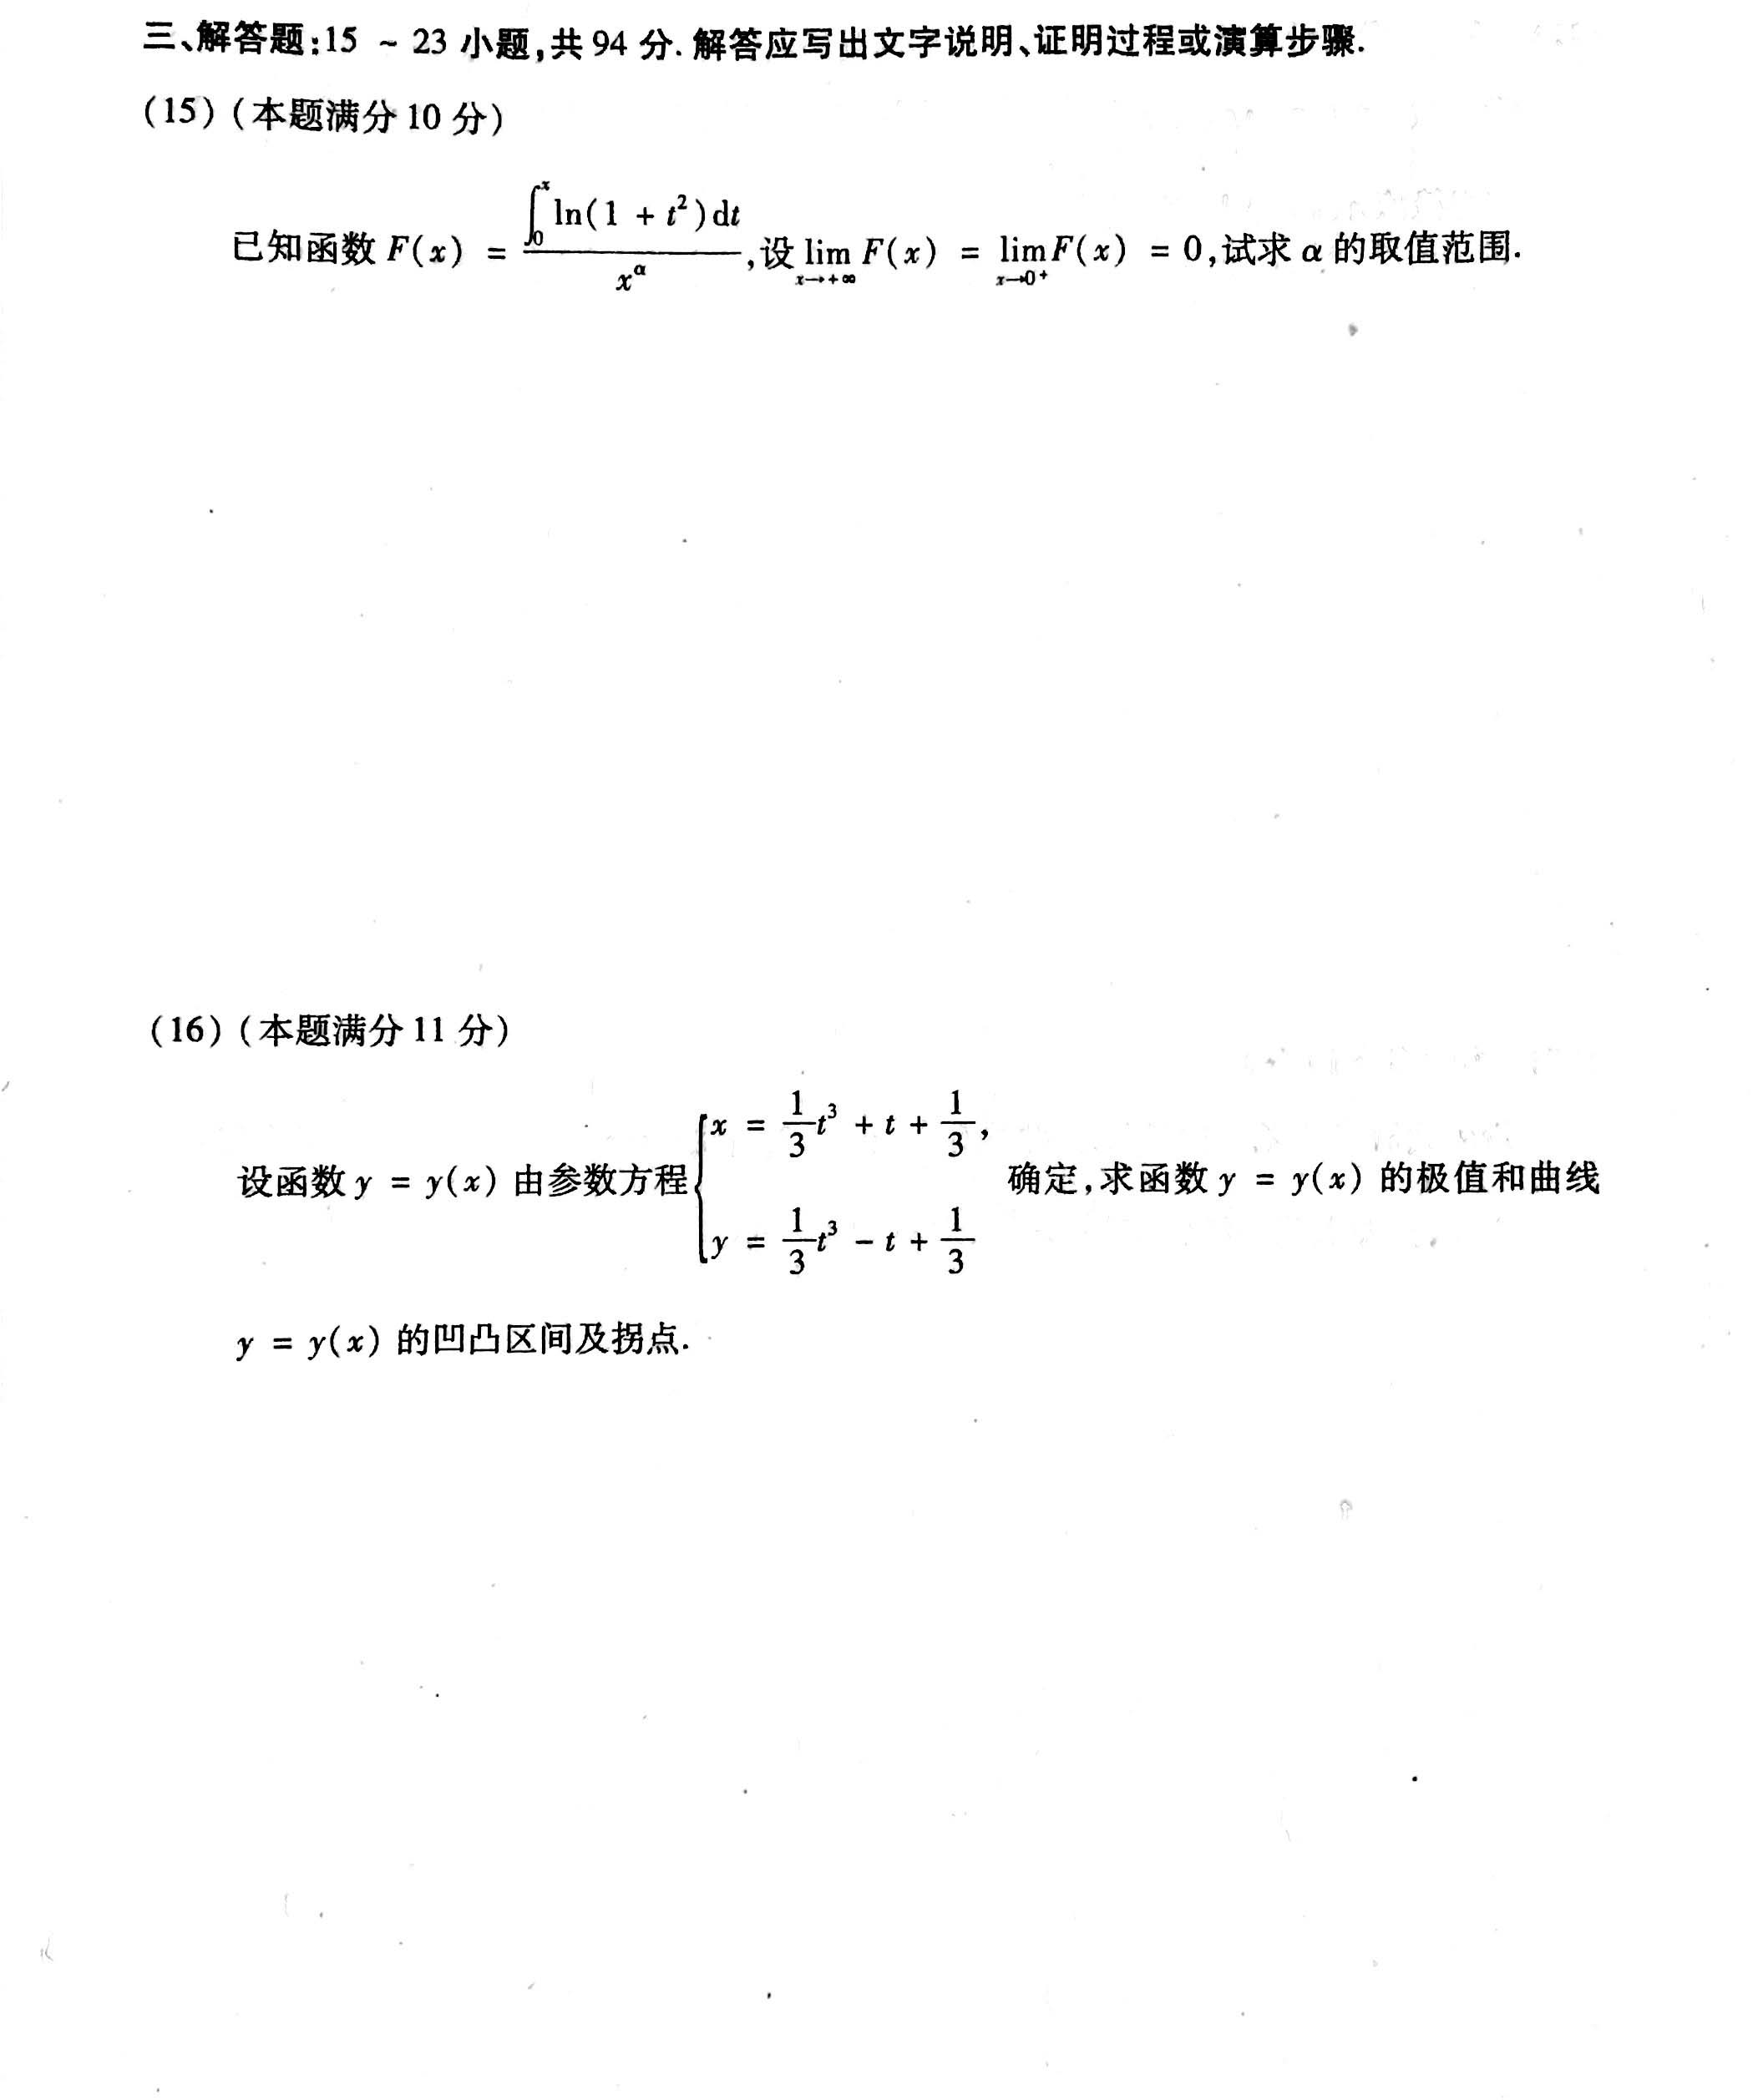 三、解答题:15 ~ 23 小题,共 94 分. 解答应写出文字说明、证明过程或演算步骤.
(15) (本题满分 10 分)
已知函数 F(x) = \frac{\int_0^x \ln(1 + t^2)dt}{x^α},设 \lim_{x→+∞} F(x) = \lim_{x→0^+} F(x) = 0,试求 α 的取值范围.
(16) (本题满分 11 分)
设函数 y = y(x) 由参数方程 \begin{cases} x = \frac{1}{3}t^3 + t + \frac{1}{3}, \\ y = \frac{1}{3}t^3 - t + \frac{1}{3} \end{cases} 确定,求函数 y = y(x) 的极值和曲线
y = y(x) 的凹凸区间及拐点.